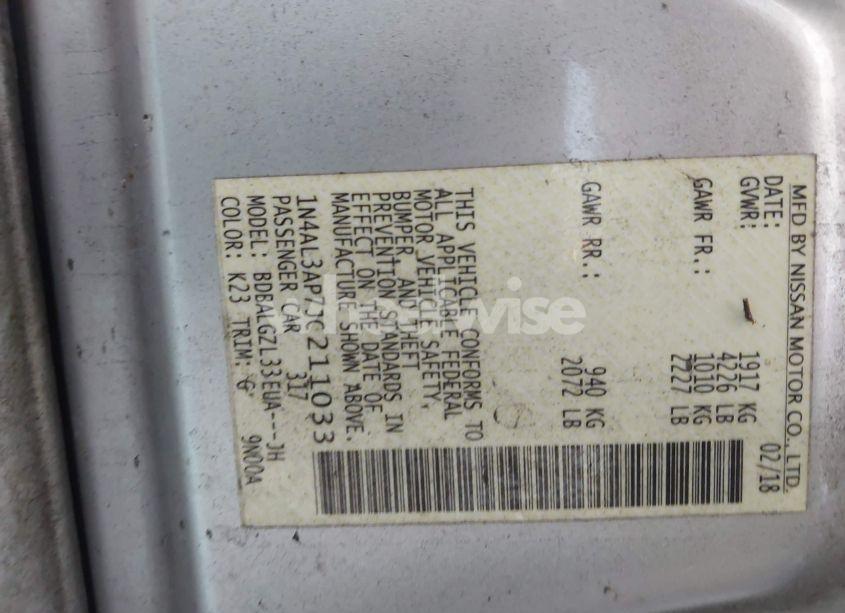 MFD BY NISSAN MOTOR CO., LTD.
DATE: 02/18
GVWR: 1917 KG
4226 LB
GAWR FR.: 1010 KG
2227 LB
GAWR RR.: 940 KG
2072 LB
THIS VEHICLE CONFORMS TO
ALL APPLICABLE FEDERAL
MOTOR VEHICLE SAFETY,
BUMPER, AND THEFT
PREVENTION STANDARDS IN
EFFECT ON THE DATE OF
MANUFACTURE SHOWN ABOVE.
1N4AL3AP7JC211033
PASSENGER CAR 317
MODEL: BDBALGZL33EUA---JH
COLOR: K23 TRIM: G 9N00A